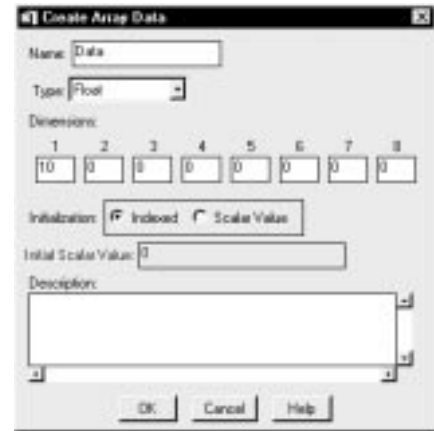 Create Array Data
Name: Data
Type: Float
Dimensions:
1 2 3 4 5 6 7 8
10 0 0 0 0 0 0 0
Initialization: Indexed Scalar Value
Initial Scalar Value: 0
Description:
OK Cancel Help